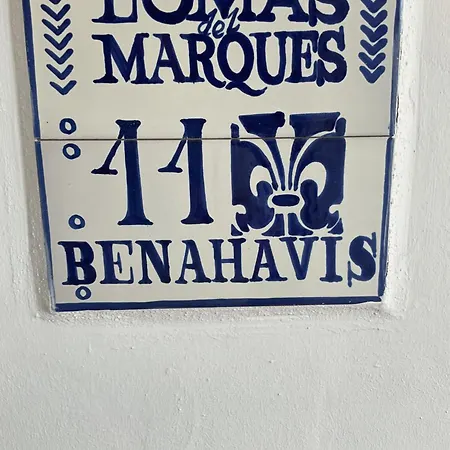 LOMAS
del
MARQUES
11
BENAHAVIS